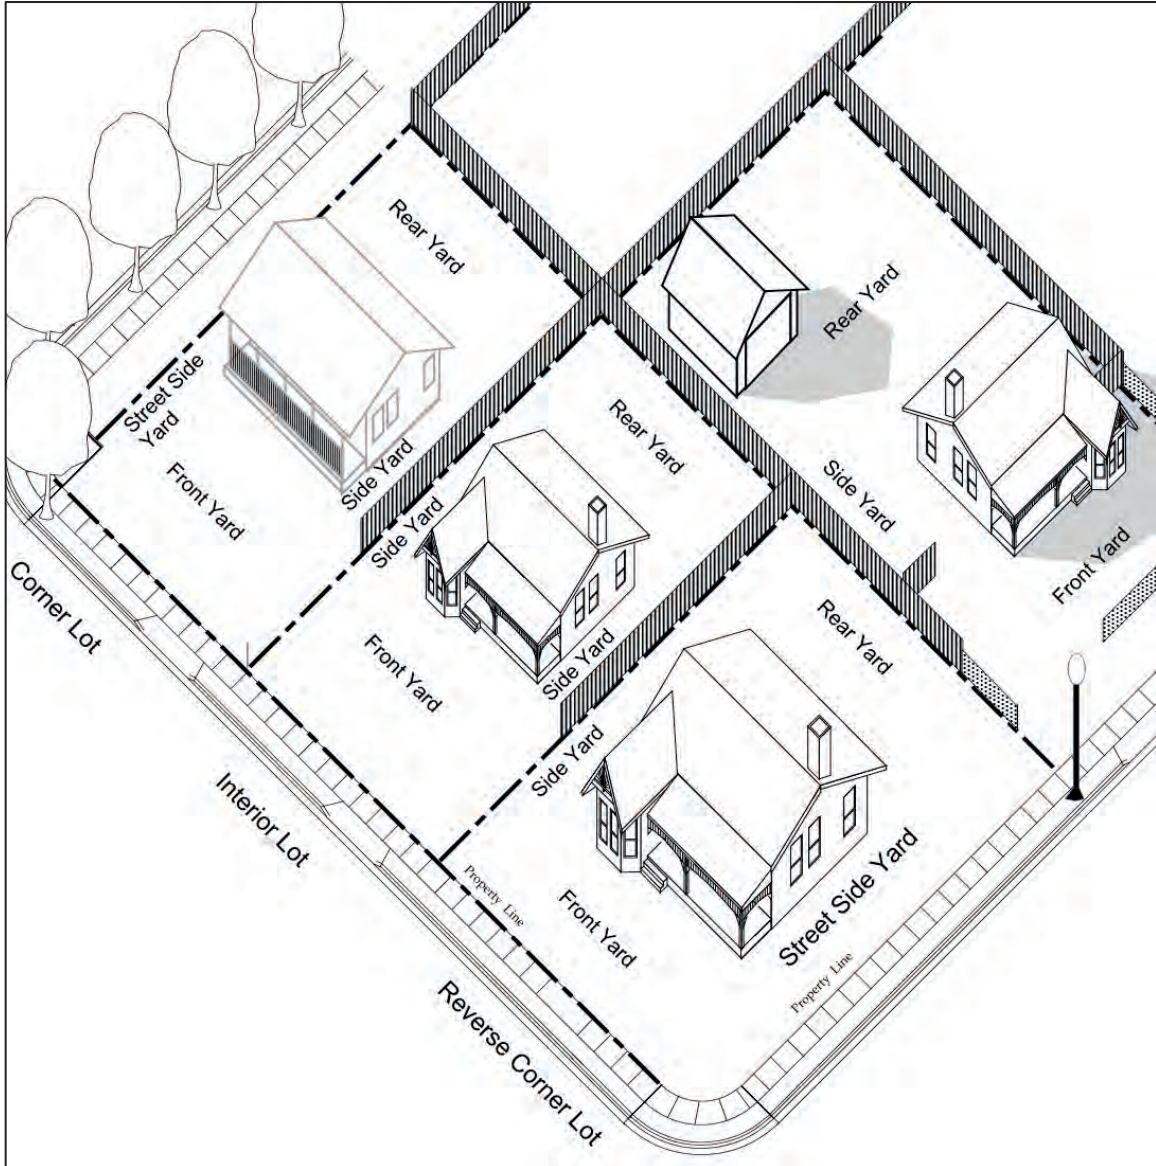 Rear Yard
Rear Yard
Street Side
Yard
Front Yard
Side Yard
Rear Yard
Side Yard
Side Yard
Front Yard
Corner Lot
Front Yard
Side Yard
Rear Yard
Side Yard
Interior Lot
Property Line
Front Yard
Street Side Yard
Property Line
Reverse Corner Lot